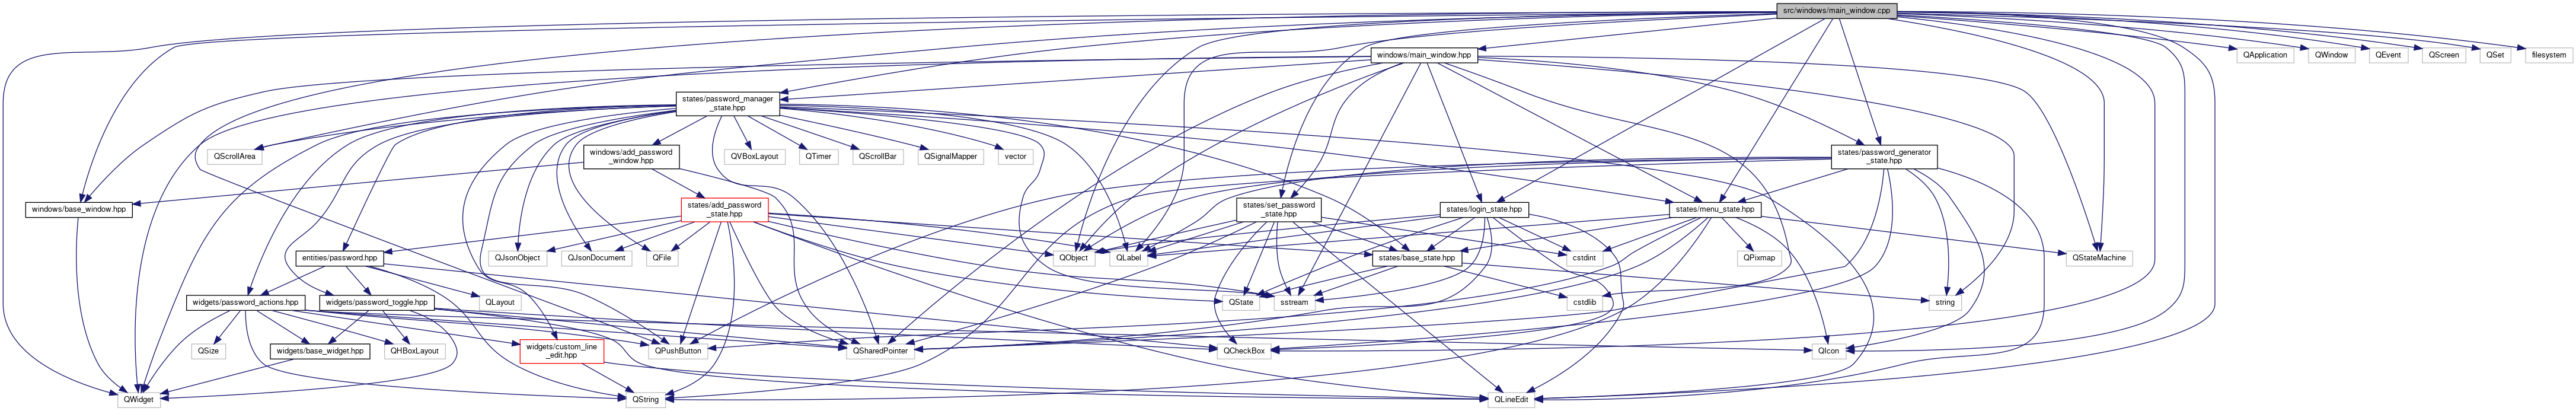 src/windows/main_window.cpp
windows/main_window.hpp
QApplication
QWindow
QEvent
QScreen
QSet
filesystem
states/password_manager
_state.hpp
QScrollArea
windows/add_password
_window.hpp
QVBoxLayout
QTimer
QScrollBar
QSignalMapper
vector
states/password_generator
_state.hpp
windows/base_window.hpp
states/add_password
_state.hpp
states/set_password
_state.hpp
states/login_state.hpp
states/menu_state.hpp
entities/password.hpp
QJsonObject
QJsonDocument
QFile
QObject
QLabel
states/base_state.hpp
cstdint
QPixmap
QStateMachine
widgets/password_actions.hpp
widgets/password_toggle.hpp
QLayout
QState
sstream
cstdlib
string
QSize
widgets/base_widget.hpp
QHBoxLayout
widgets/custom_line
_edit.hpp
QPushButton
QSharedPointer
QCheckBox
QIcon
QWidget
QString
QLineEdit